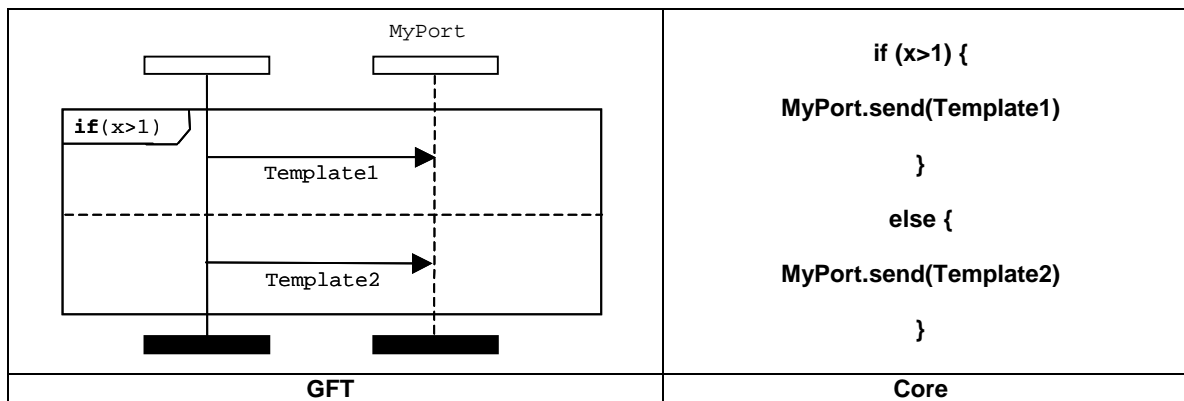 MyPort
if(x>1)
Template1
Template2
if (x>1) {
MyPort.send(Template1)
}
else {
MyPort.send(Template2)
}
GFT
Core